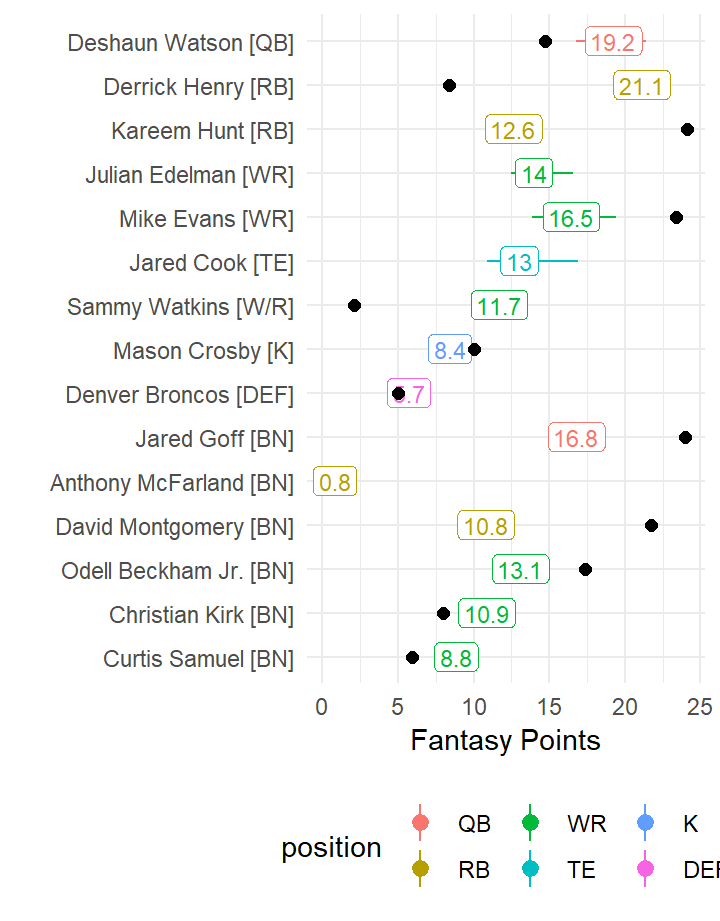 Deshaun Watson [QB] 19.2
Derrick Henry [RB] 21.1
Kareem Hunt [RB] 12.6
Julian Edelman [WR] 14
Mike Evans [WR] 16.5
Jared Cook [TE] 13
Sammy Watkins [W/R] 11.7
Mason Crosby [K] 8.4
Denver Broncos [DEF] .7
Jared Goff [BN] 16.8
Anthony McFarland [BN] 0.8
David Montgomery [BN] 10.8
Odell Beckham Jr. [BN] 13.1
Christian Kirk [BN] 10.9
Curtis Samuel [BN] 8.8
0 5 10 15 20 25
Fantasy Points
position
QB WR K
RB TE DEF